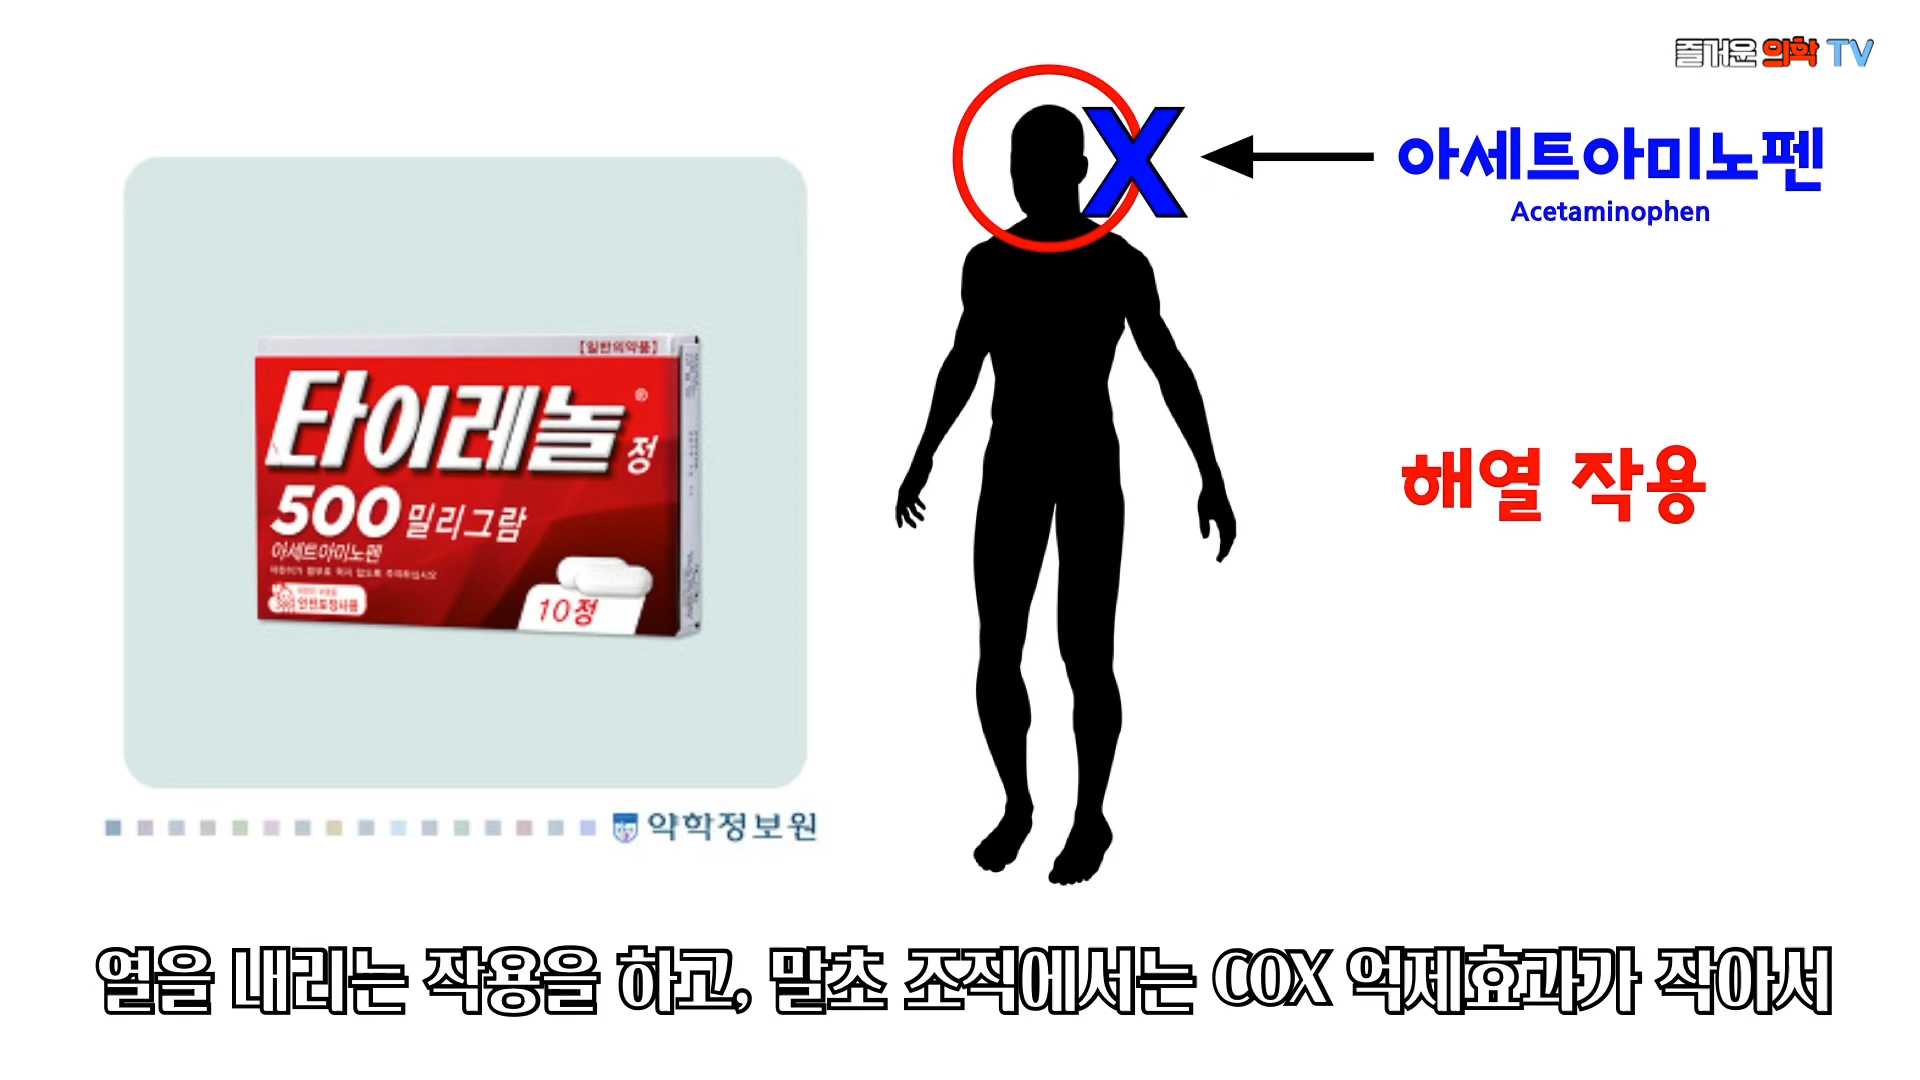 즐거운 의학 TV
X
아세트아미노펜
Acetaminophen
[일반의약품]
타이레놀® 정
500 밀리그람
아세트아미노펜
10정
해열 작용
약학정보원
열을 내리는 작용을 하고, 말초 조직에서는 COX 억제효과가 작아서